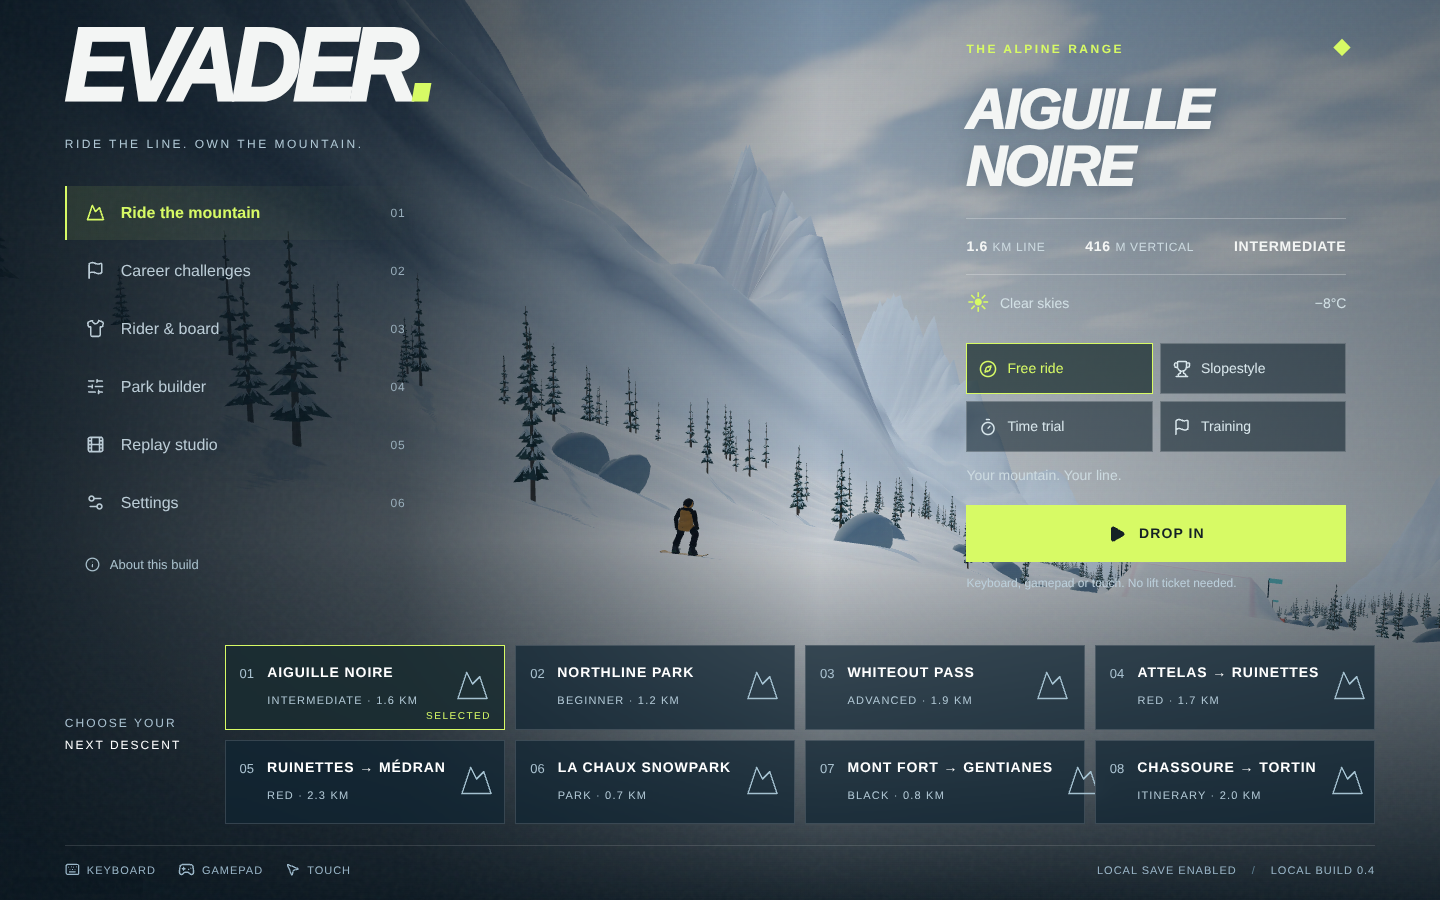 EVADER.
RIDE THE LINE. OWN THE MOUNTAIN.
Ride the mountain 01
Career challenges 02
Rider & board 03
Park builder 04
Replay studio 05
Settings 06
About this build
THE ALPINE RANGE
AIGUILLE
NOIRE
1.6 KM LINE 416 M VERTICAL INTERMEDIATE
Clear skies −8°C
Free ride Slopestyle
Time trial Training
Your mountain. Your line.
DROP IN
Keyboard, gamepad or touch. No lift ticket needed.
CHOOSE YOUR
NEXT DESCENT
01 AIGUILLE NOIRE
INTERMEDIATE · 1.6 KM
SELECTED
02 NORTHLINE PARK
BEGINNER · 1.2 KM
03 WHITEOUT PASS
ADVANCED · 1.9 KM
04 ATTELAS → RUINETTES
RED · 1.7 KM
05 RUINETTES → MÉDRAN
RED · 2.3 KM
06 LA CHAUX SNOWPARK
PARK · 0.7 KM
07 MONT FORT → GENTIANES
BLACK · 0.8 KM
08 CHASSOURE → TORTIN
ITINERARY · 2.0 KM
KEYBOARD GAMEPAD TOUCH
LOCAL SAVE ENABLED / LOCAL BUILD 0.4